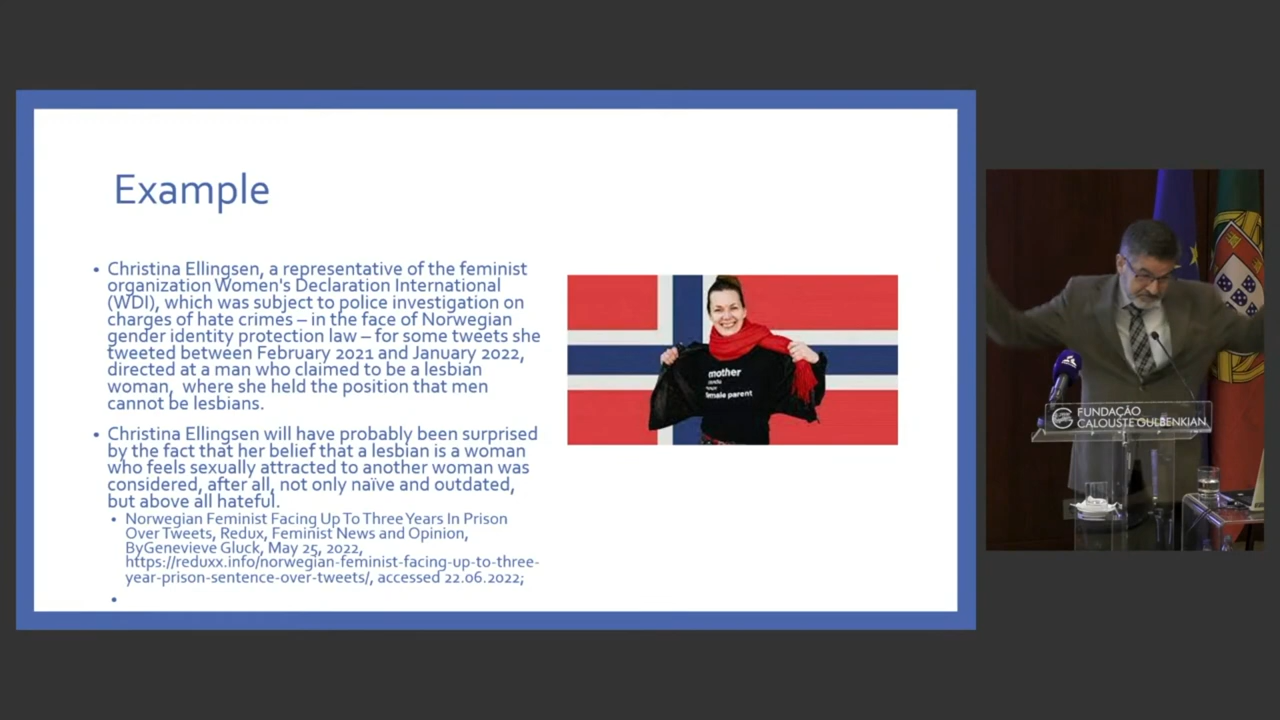 Example
• Christina Ellingsen, a representative of the feminist
organization Women's Declaration International
(WDI), which was subject to police investigation on
charges of hate crimes – in the face of Norwegian
gender identity protection law – for some tweets she
tweeted between February 2021 and January 2022,
directed at a man who claimed to be a lesbian
woman, where she held the position that men
cannot be lesbians.
• Christina Ellingsen will have probably been surprised
by the fact that her belief that a lesbian is a woman
who feels sexually attracted to another woman was
considered, after all, not only naïve and outdated,
but above all hateful.
• Norwegian Feminist Facing Up To Three Years In Prison
Over Tweets, Redux, Feminist News and Opinion,
ByGenevieve Gluck, May 25, 2022,
https://reduxx.info/norwegian-feminist-facing-up-to-three-
year-prison-sentence-over-tweets/, accessed 22.06.2022;
•
mother
female parent
FUNDAÇÃO
CALOUSTE GULBENKIAN